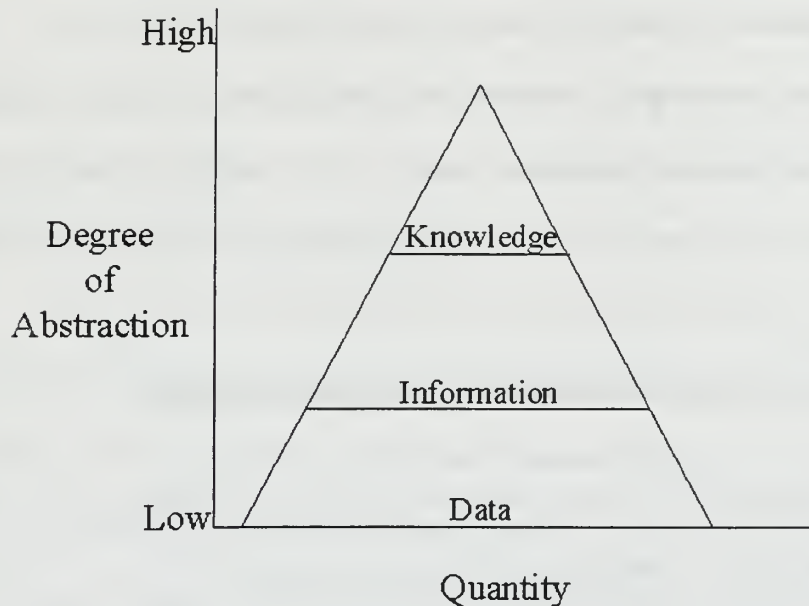 High
Degree
of
Abstraction
Knowledge
Information
Low
Data
Quantity